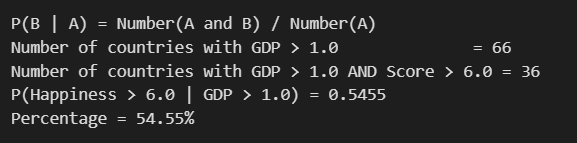 P(B | A) = Number(A and B) / Number(A)
Number of countries with GDP > 1.0                 = 66
Number of countries with GDP > 1.0 AND Score > 6.0 = 36
P(Happiness > 6.0 | GDP > 1.0) = 0.5455
Percentage = 54.55%